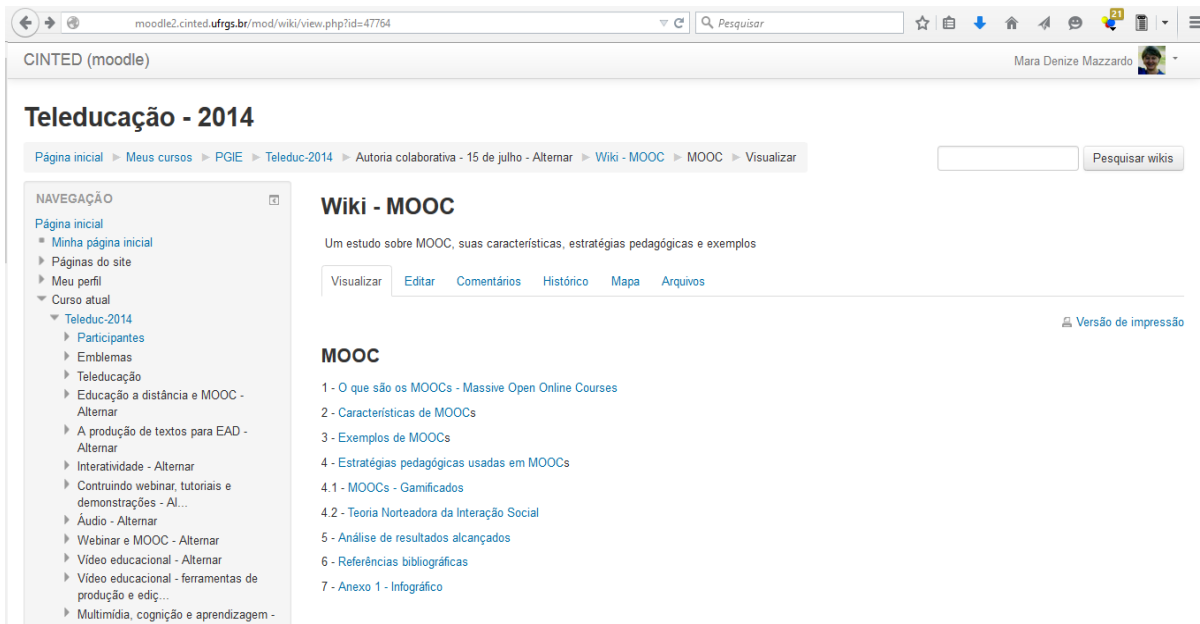 moodle2.cinted.ufrgs.br/mod/wiki/view.php?id=47764
Pesquisar
21
CINTED (moodle)
Mara Denize Mazzardo
Teleducação - 2014
Página inicial ▶ Meus cursos ▶ PGIE ▶ Teleduc-2014 ▶ Autoria colaborativa - 15 de julho - Alternar ▶ Wiki - MOOC ▶ MOOC ▶ Visualizar
Pesquisar wikis
NAVEGAÇÃO
Página inicial
Minha página inicial
Páginas do site
Meu perfil
Curso atual
Teleduc-2014
Participantes
Emblemas
Teleducação
Educação a distância e MOOC -
Alternar
A produção de textos para EAD -
Alternar
Interatividade - Alternar
Contruindo webinar, tutoriais e
demonstrações - Al...
Áudio - Alternar
Webinar e MOOC - Alternar
Vídeo educacional - Alternar
Vídeo educacional - ferramentas de
produção e ediç...
Multimídia, cognição e aprendizagem -
Wiki - MOOC
Um estudo sobre MOOC, suas características, estratégias pedagógicas e exemplos
Visualizar Editar Comentários Histórico Mapa Arquivos
Versão de impressão
MOOC
1 - O que são os MOOCs - Massive Open Online Courses
2 - Características de MOOCs
3 - Exemplos de MOOCs
4 - Estratégias pedagógicas usadas em MOOCs
4.1 - MOOCs - Gamificados
4.2 - Teoria Norteadora da Interação Social
5 - Análise de resultados alcançados
6 - Referências bibliográficas
7 - Anexo 1 - Infográfico